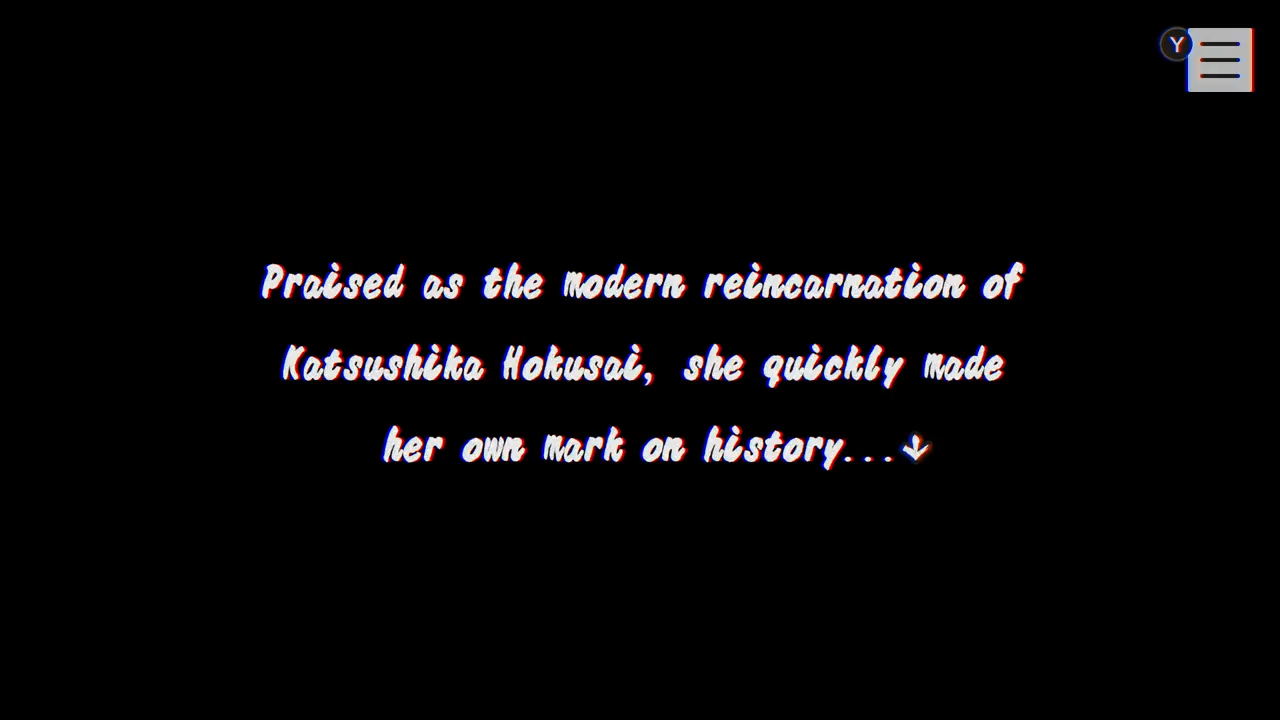 Y
Praised as the modern reincarnation of
Katsushika Hokusai, she quickly made
her own mark on history...